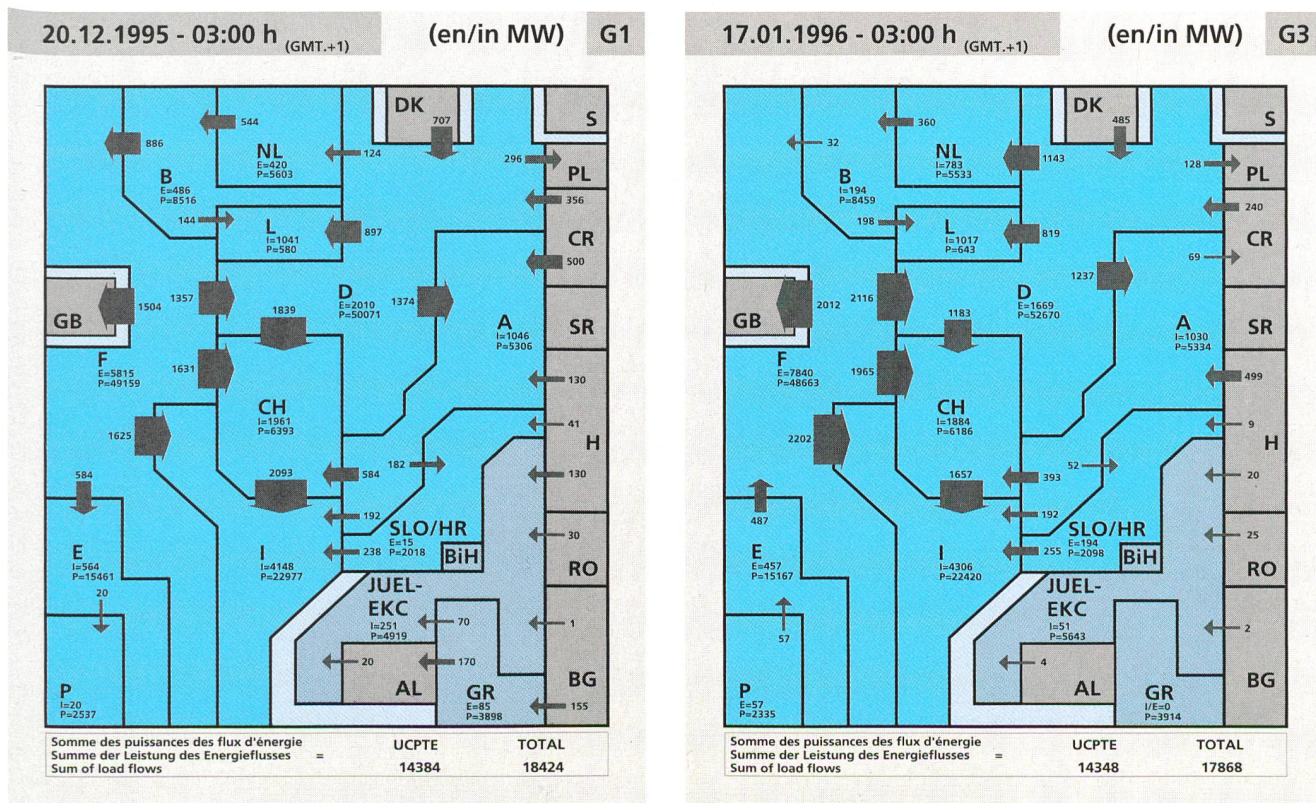 20.12.1995 - 03:00 h (GMT.+1) (en/in MW) G1
DK
S
707
544
886
NL
E=420
P=5603
124
296
PL
B
E=486
P=8516
356
144
L
I=1041
P=580
897
CR
500
1504
1357
D
E=2010
P=50071
1374
GB
1839
A
I=1046
P=5306
SR
F
E=5815
P=49159
1631
130
CH
I=1961
P=6393
1625
41
H
182
584
2093
584
130
192
SLO/HR
E=15
P=2018
30
E
I=564
P=15461
I
I=4148
P=22977
238
BiH
RO
20
JUEL-
EKC
I=251
P=4919
70
1
20
170
P
I=20
P=2537
AL
GR
E=85
P=3898
BG
155
Somme des puissances des flux d'énergie UCPTE TOTAL
Summe der Leistung des Energieflusses =
Sum of load flows 14384 18424
17.01.1996 - 03:00 h (GMT.+1) (en/in MW) G3
DK
S
485
360
32
NL
I=783
P=5533
1143
128
PL
B
I=194
P=8459
240
198
L
I=1017
P=643
819
CR
69
2012
2116
D
E=1669
P=52670
1237
GB
1183
A
I=1030
P=5334
SR
F
E=7840
P=48663
1965
499
CH
I=1884
P=6186
2202
9
H
52
487
1657
393
20
192
SLO/HR
E=194
P=2098
25
E
E=457
P=15167
I
I=4306
P=22420
255
BiH
RO
57
JUEL-
EKC
I=51
P=5643
2
4
P
E=57
P=2335
AL
GR
I/E=0
P=3914
BG
Somme des puissances des flux d'énergie UCPTE TOTAL
Summe der Leistung des Energieflusses =
Sum of load flows 14348 17868